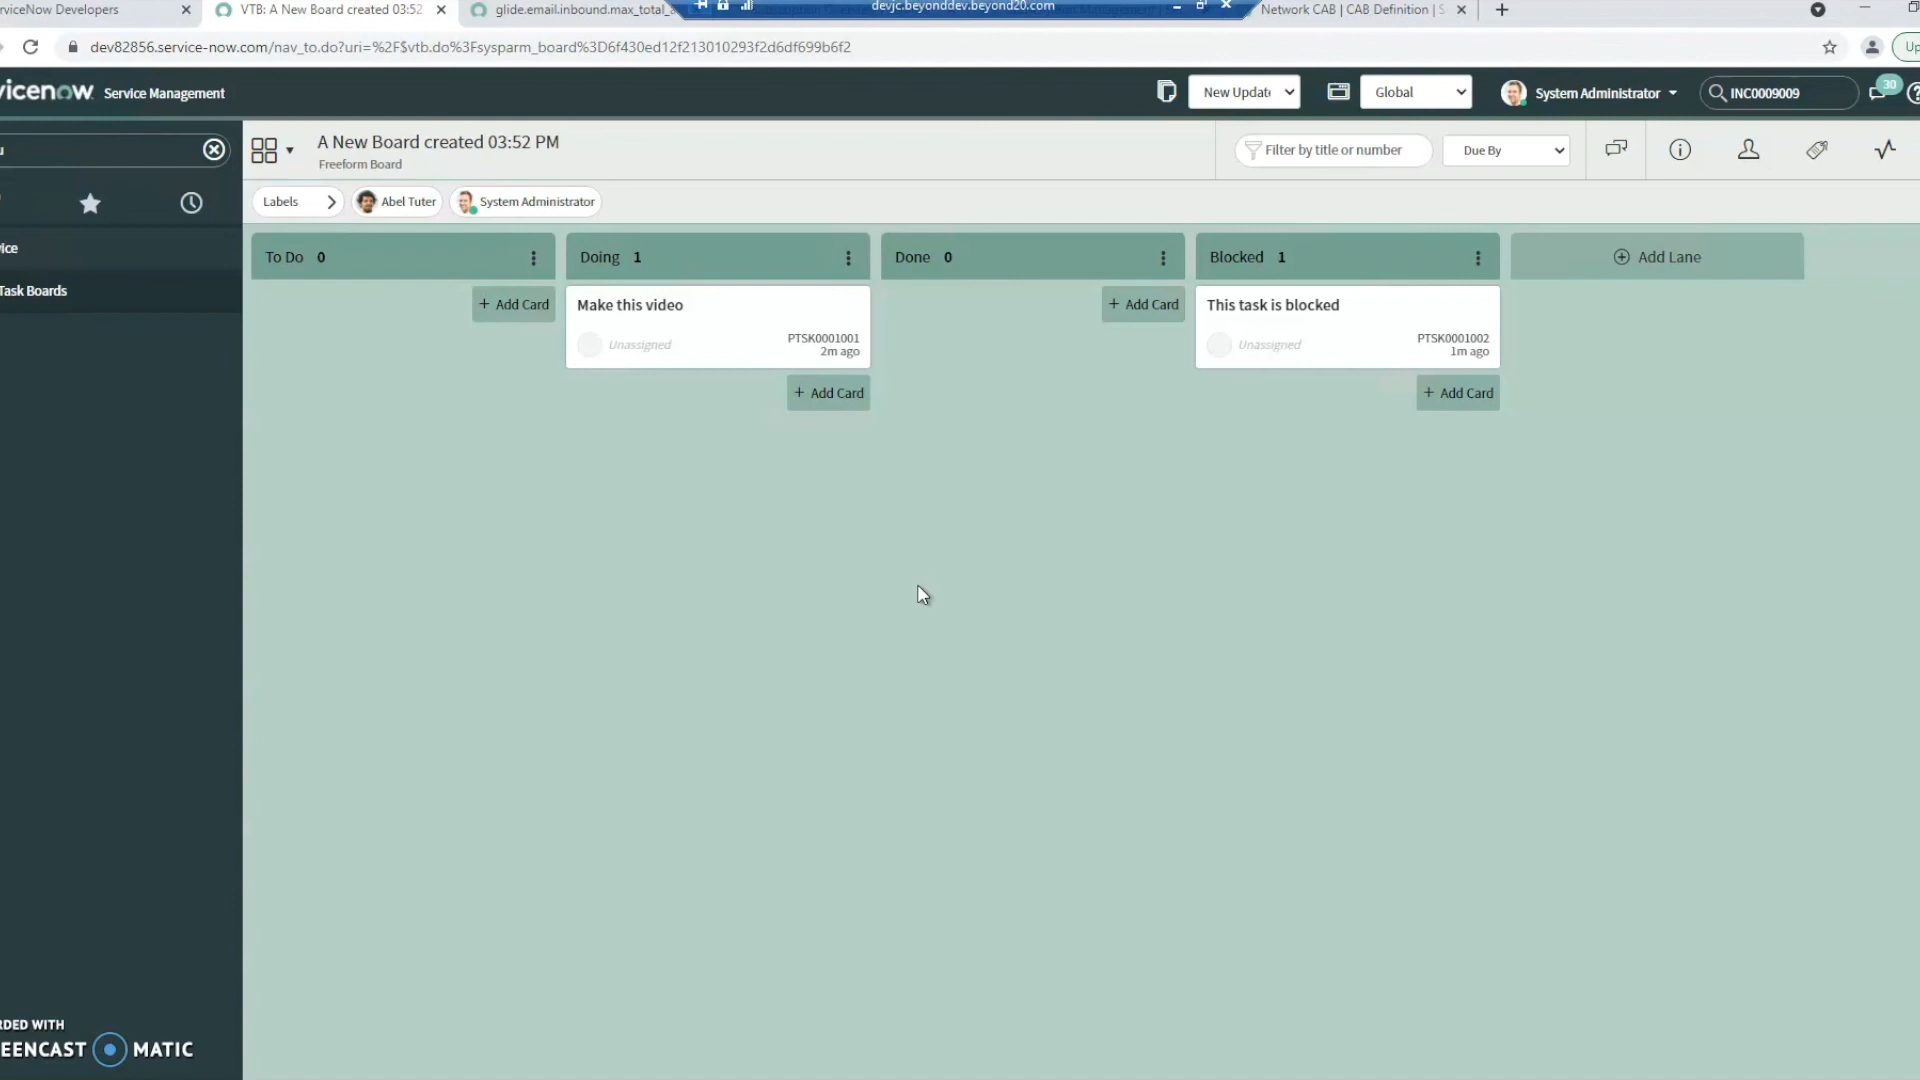 rviceNow Developers
VTB: A New Board created 03:52
glide.email.inbound.max_total_a
devjc.beyonddev.beyond20.com
Network CAB | CAB Definition | S
dev82856.service-now.com/nav_to.do?uri=%2F$vtb.do%3Fsysparm_board%3D6f430ed12f213010293f2d6df699b6f2
Up
vicenow Service Management
New Update
Global
System Administrator
INC0009009
30
A New Board created 03:52 PM
Freeform Board
Filter by title or number
Due By
Labels
Abel Tuter
System Administrator
vice
Task Boards
To Do 0
Doing 1
Done 0
Blocked 1
Add Lane
+ Add Card
Make this video
Unassigned
PTSK0001001
2m ago
+ Add Card
+ Add Card
This task is blocked
Unassigned
PTSK0001002
1m ago
+ Add Card
RDED WITH
EENCAST MATIC